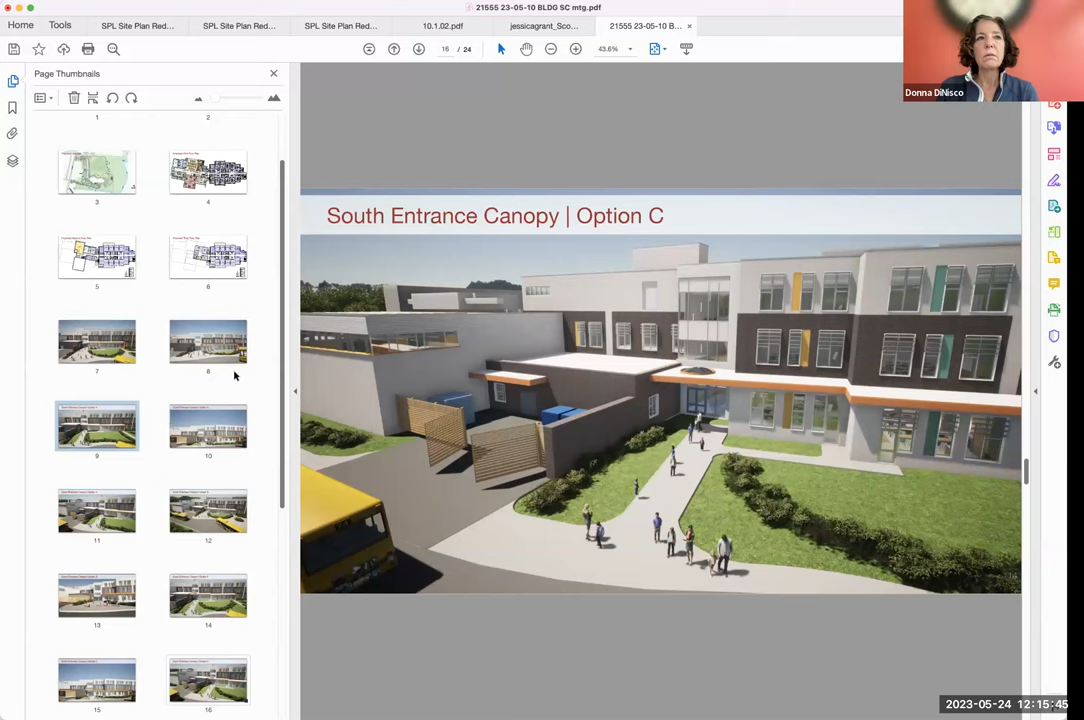 21555 23-05-10 BLDG SC mtg.pdf
Home
Tools
SPL Site Plan Red...
SPL Site Plan Red...
SPL Site Plan Red...
10.1.02.pdf
jessicagrant_Sco...
21555 23-05-10 B...
16 / 24
43.6%
Page Thumbnails
Donna DiNisco
1
2
3
4
5
6
7
8
9
10
11
12
13
14
15
16
South Entrance Canopy | Option C
2023-05-24 12:15:45